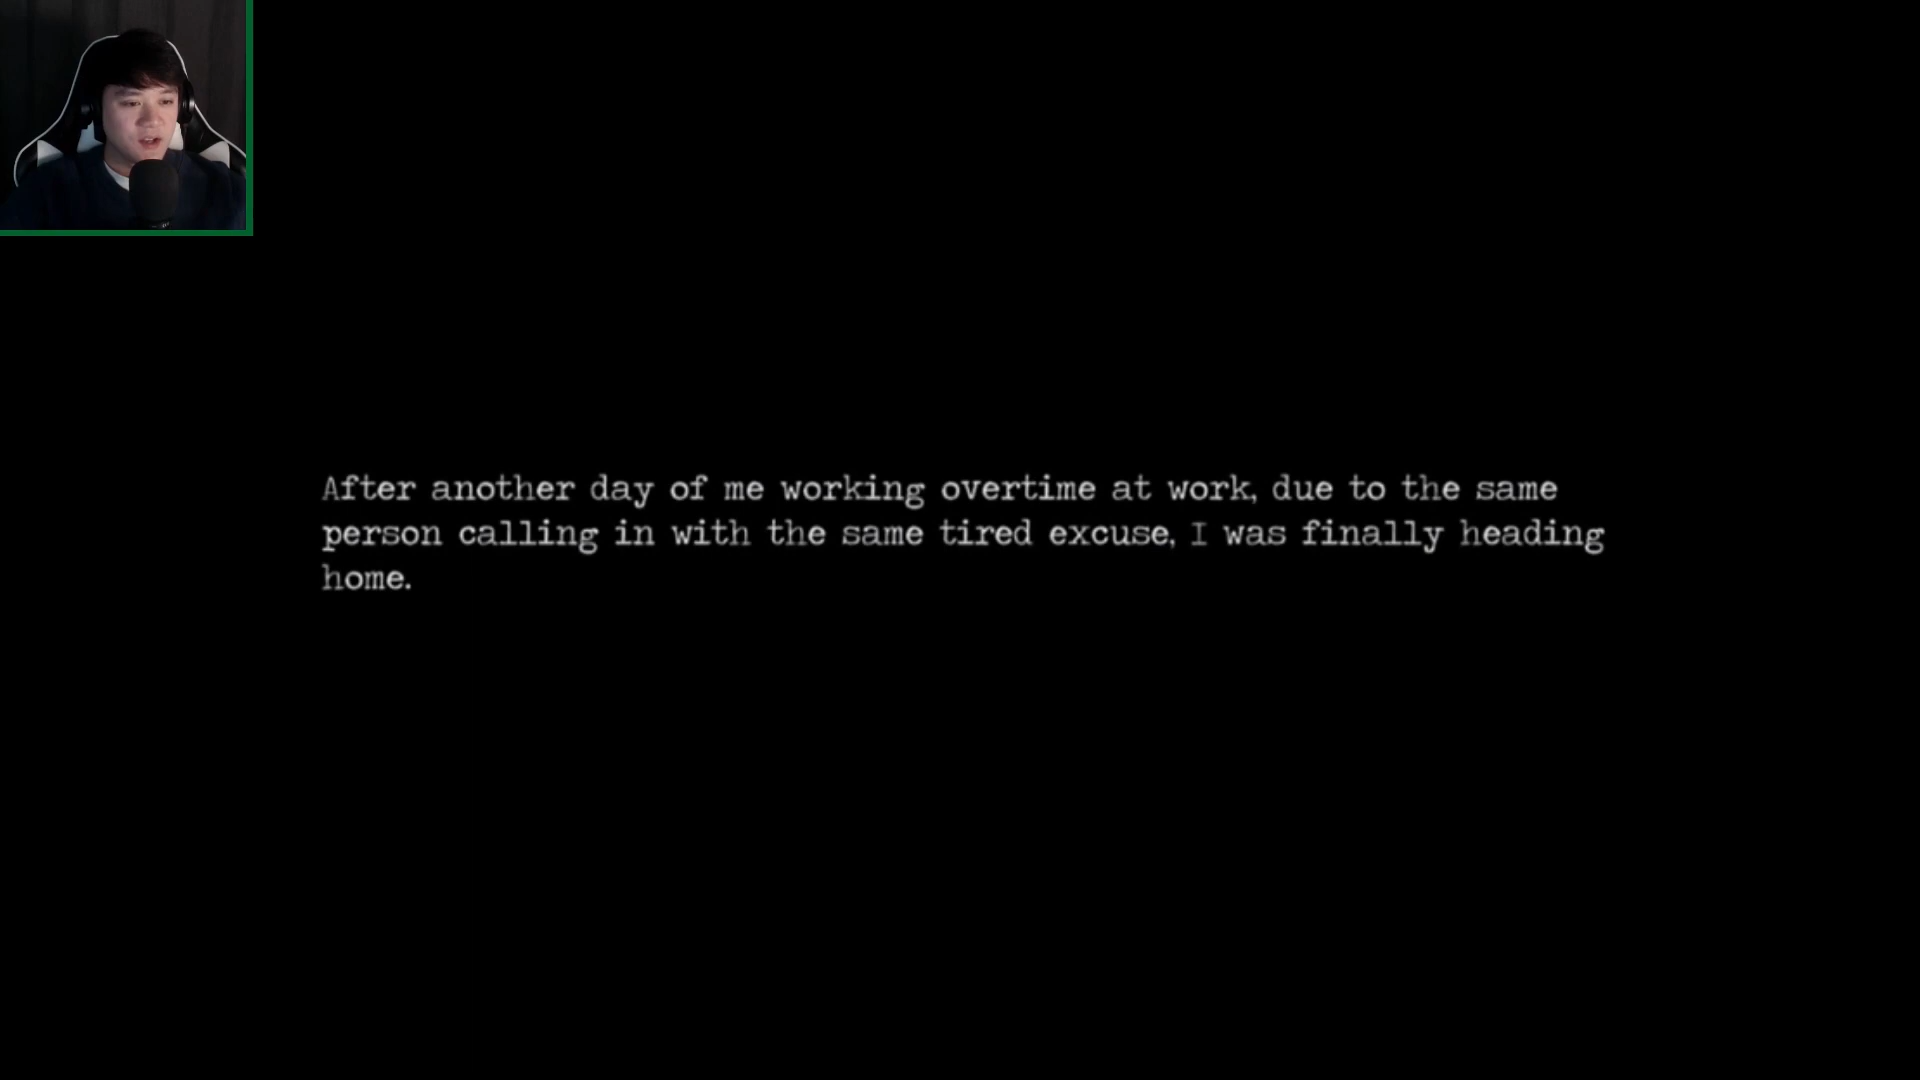 After another day of me working overtime at work, due to the same
person calling in with the same tired excuse, I was finally heading
home.